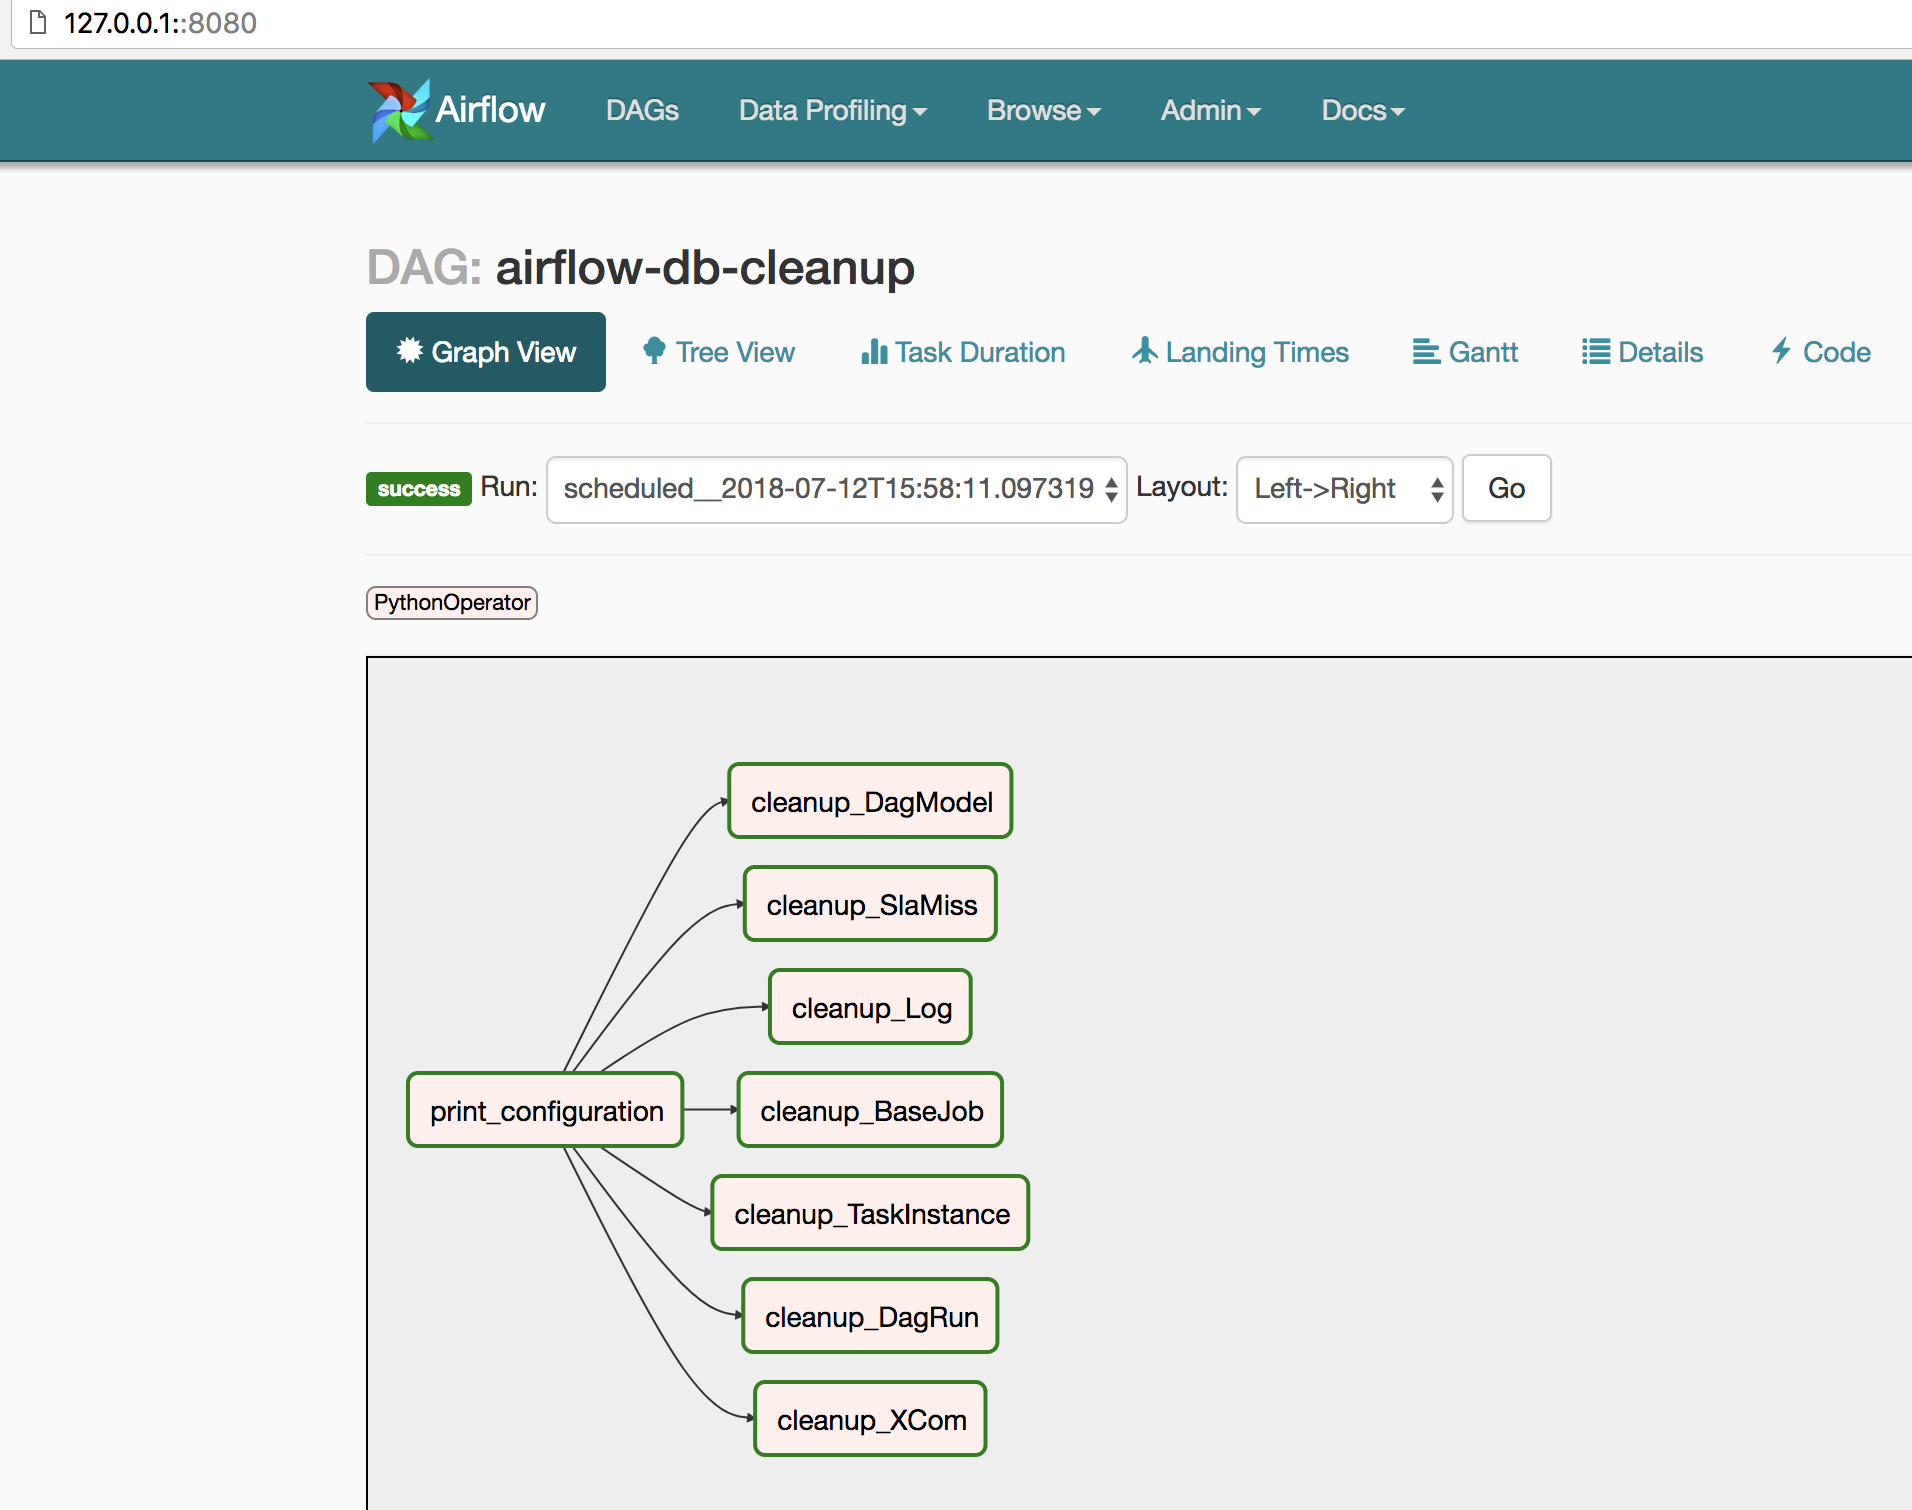 127.0.0.1::8080
Airflow DAGs Data Profiling Browse Admin Docs
DAG: airflow-db-cleanup
Graph View Tree View Task Duration Landing Times Gantt Details Code
success Run: scheduled__2018-07-12T15:58:11.097319 Layout: Left->Right Go
PythonOperator
cleanup_DagModel
cleanup_SlaMiss
cleanup_Log
print_configuration cleanup_BaseJob
cleanup_TaskInstance
cleanup_DagRun
cleanup_XCom